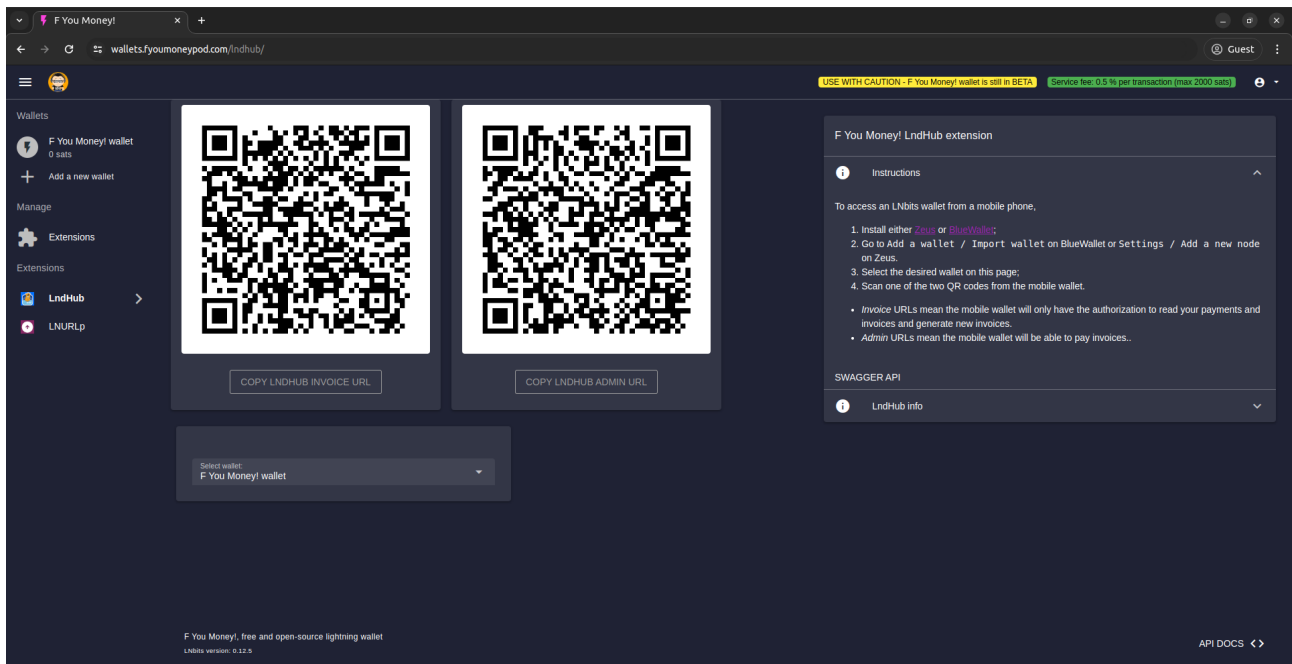 F You Money!
wallets.fyoumoneypod.com/lndhub/
Guest
USE WITH CAUTION - F You Money! wallet is still in BETA
Service fee: 0.5 % per transaction (max 2000 sats)
Wallets
F You Money! wallet
0 sats
Add a new wallet
Manage
Extensions
Extensions
LndHub
LNURLp
COPY LNDHUB INVOICE URL
COPY LNDHUB ADMIN URL
Select wallet:
F You Money! wallet
F You Money! LndHub extension
Instructions
To access an LNbits wallet from a mobile phone,
1. Install either Zeus or BlueWallet;
2. Go to Add a wallet / Import wallet on BlueWallet or Settings / Add a new node
on Zeus.
3. Select the desired wallet on this page;
4. Scan one of the two QR codes from the mobile wallet.
• Invoice URLs mean the mobile wallet will only have the authorization to read your payments and
invoices and generate new invoices.
• Admin URLs mean the mobile wallet will be able to pay invoices..
SWAGGER API
LndHub info
F You Money!, free and open-source lightning wallet
LNbits version: 0.12.5
API DOCS